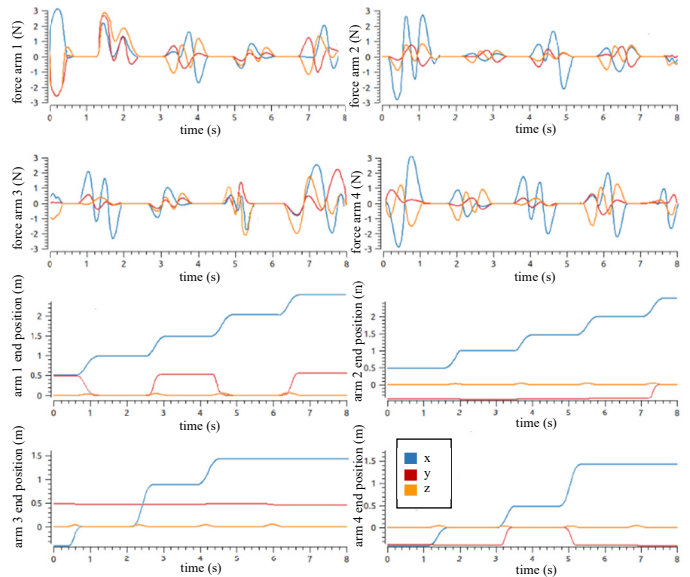 force arm 1 (N)
3
2
1
0
-1
-2
-3
0 1 2 3 4 5 6 7 8
time (s)
force arm 2 (N)
3
2
1
0
-1
-2
-3
0 1 2 3 4 5 6 7 8
time (s)
force arm 3 (N)
3
2
1
0
-1
-2
-3
0 1 2 3 4 5 6 7 8
time (s)
force arm 4 (N)
3
2
1
0
-1
-2
-3
0 1 2 3 4 5 6 7 8
time (s)
arm 1 end position (m)
2
1.5
1
0.5
0
0 1 2 3 4 5 6 7 8
time (s)
arm 2 end position (m)
2
1.5
1
0.5
0
0 1 2 3 4 5 6 7 8
time (s)
arm 3 end position (m)
1.5
1
0.5
0
0 1 2 3 4 5 6 7 8
time (s)
arm 4 end position (m)
1.5
1
0.5
0
0 1 2 3 4 5 6 7 8
time (s)
x
y
z